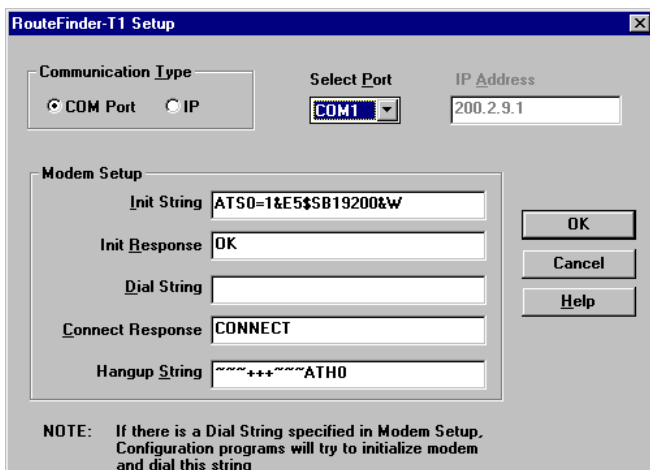 RouteFinder-T1 Setup
Communication Type
COM Port
IP
Select Port
COM1
IP Address
200.2.9.1
Modem Setup
Init String
ATS0=1&E5$SB19200&W
Init Response
OK
Dial String
Connect Response
CONNECT
Hangup String
~~~+++~~~ATH0
OK
Cancel
Help
NOTE: If there is a Dial String specified in Modem Setup,
Configuration programs will try to initialize modem
and dial this string